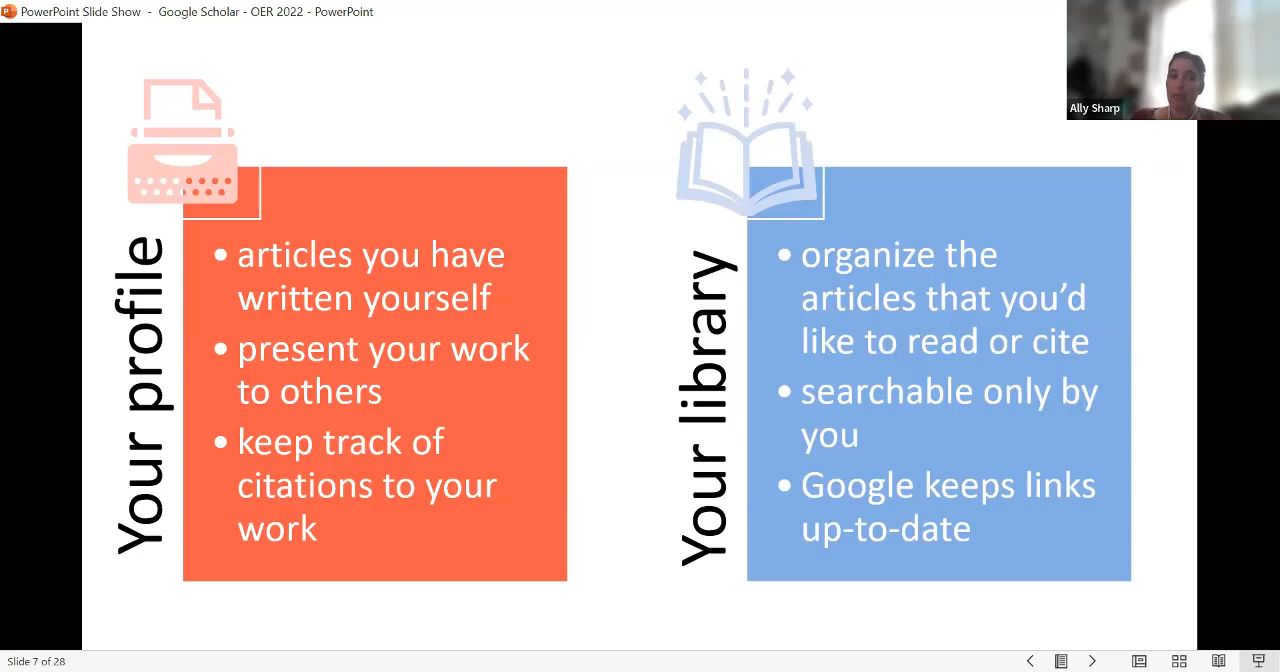 PowerPoint Slide Show - Google Scholar - OER 2022 - PowerPoint
Ally Sharp
Your profile
• articles you have
written yourself
• present your work
to others
• keep track of
citations to your
work
Your library
• organize the
articles that you’d
like to read or cite
• searchable only by
you
• Google keeps links
up-to-date
Slide 7 of 28